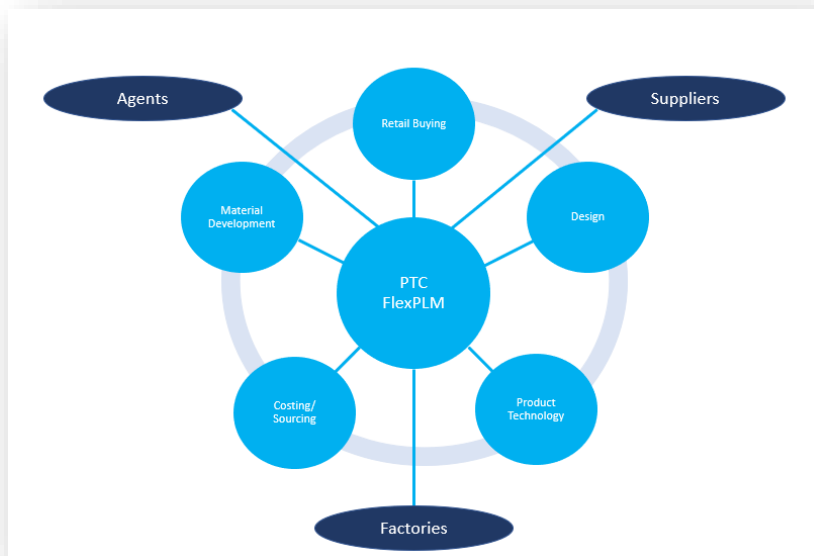 Agents
Suppliers
Retail Buying
Material
Development
Design
PTC
FlexPLM
Costing/
Sourcing
Product
Technology
Factories